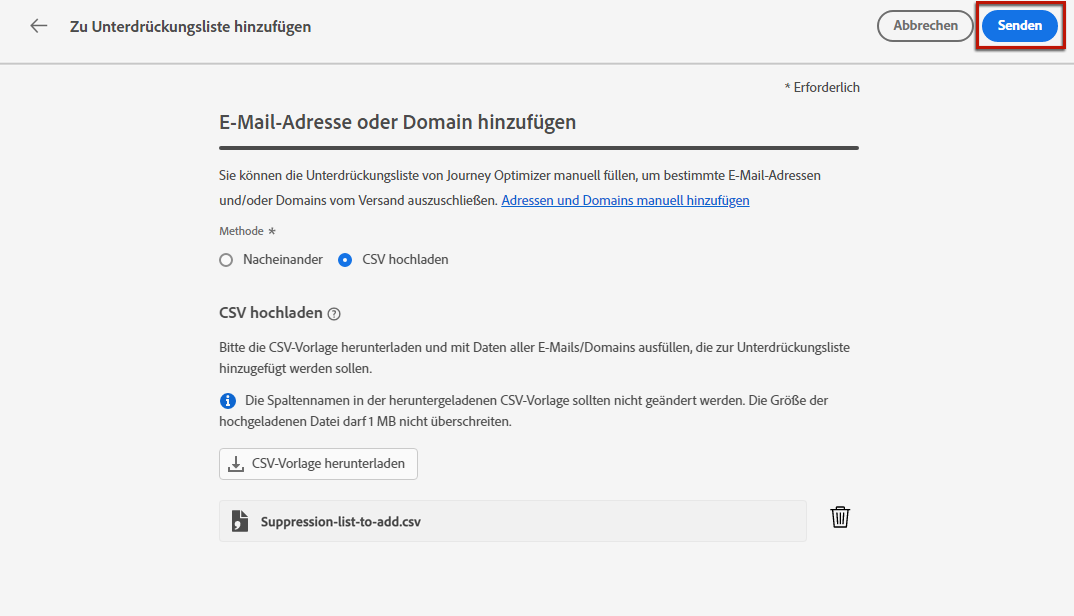 Zu Unterdrückungsliste hinzufügen
Abbrechen
Senden
* Erforderlich
E-Mail-Adresse oder Domain hinzufügen
Sie können die Unterdrückungsliste von Journey Optimizer manuell füllen, um bestimmte E-Mail-Adressen
und/oder Domains vom Versand auszuschließen. Adressen und Domains manuell hinzufügen
Methode *
Nacheinander
CSV hochladen
CSV hochladen
Bitte die CSV-Vorlage herunterladen und mit Daten aller E-Mails/Domains ausfüllen, die zur Unterdrückungsliste
hinzugefügt werden sollen.
Die Spaltennamen in der heruntergeladenen CSV-Vorlage sollten nicht geändert werden. Die Größe der
hochgeladenen Datei darf 1 MB nicht überschreiten.
CSV-Vorlage herunterladen
Suppression-list-to-add.csv